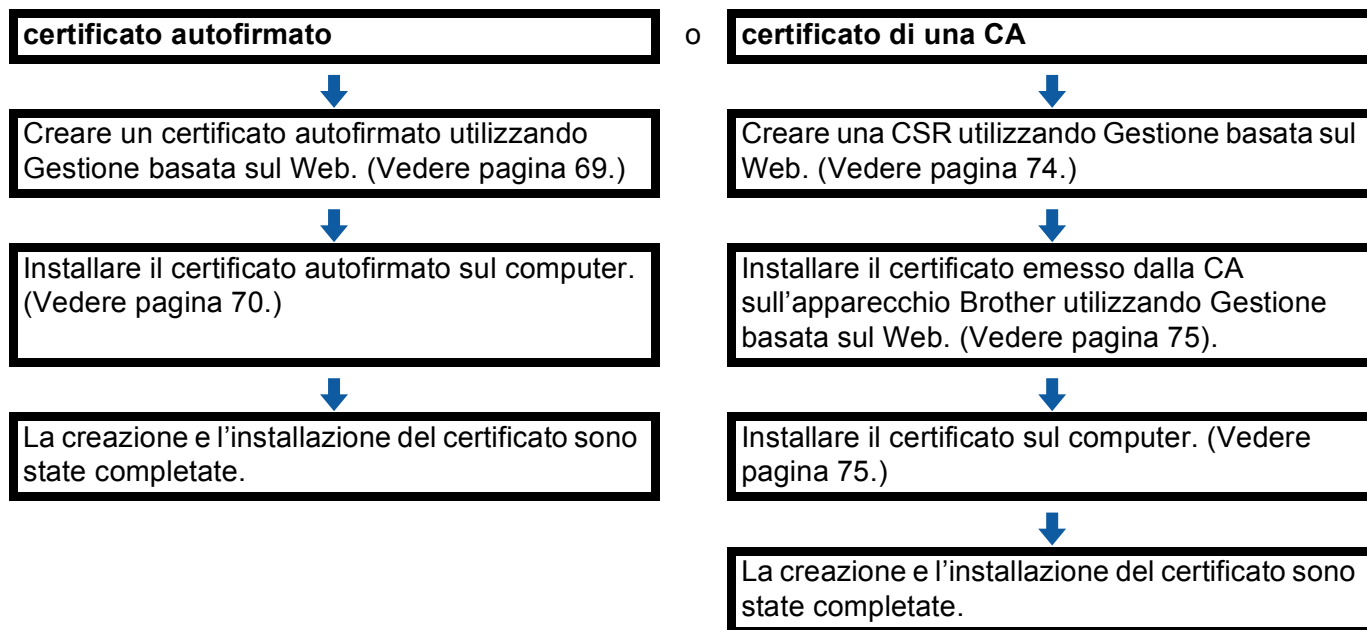 certificato autofirmato
o
certificato di una CA
Creare un certificato autofirmato utilizzando
Gestione basata sul Web. (Vedere pagina 69.)
Installare il certificato autofirmato sul computer.
(Vedere pagina 70.)
La creazione e l’installazione del certificato sono
state completate.
Creare una CSR utilizzando Gestione basata sul
Web. (Vedere pagina 74.)
Installare il certificato emesso dalla CA
sull’apparecchio Brother utilizzando Gestione
basata sul Web. (Vedere pagina 75).
Installare il certificato sul computer. (Vedere
pagina 75.)
La creazione e l’installazione del certificato sono
state completate.